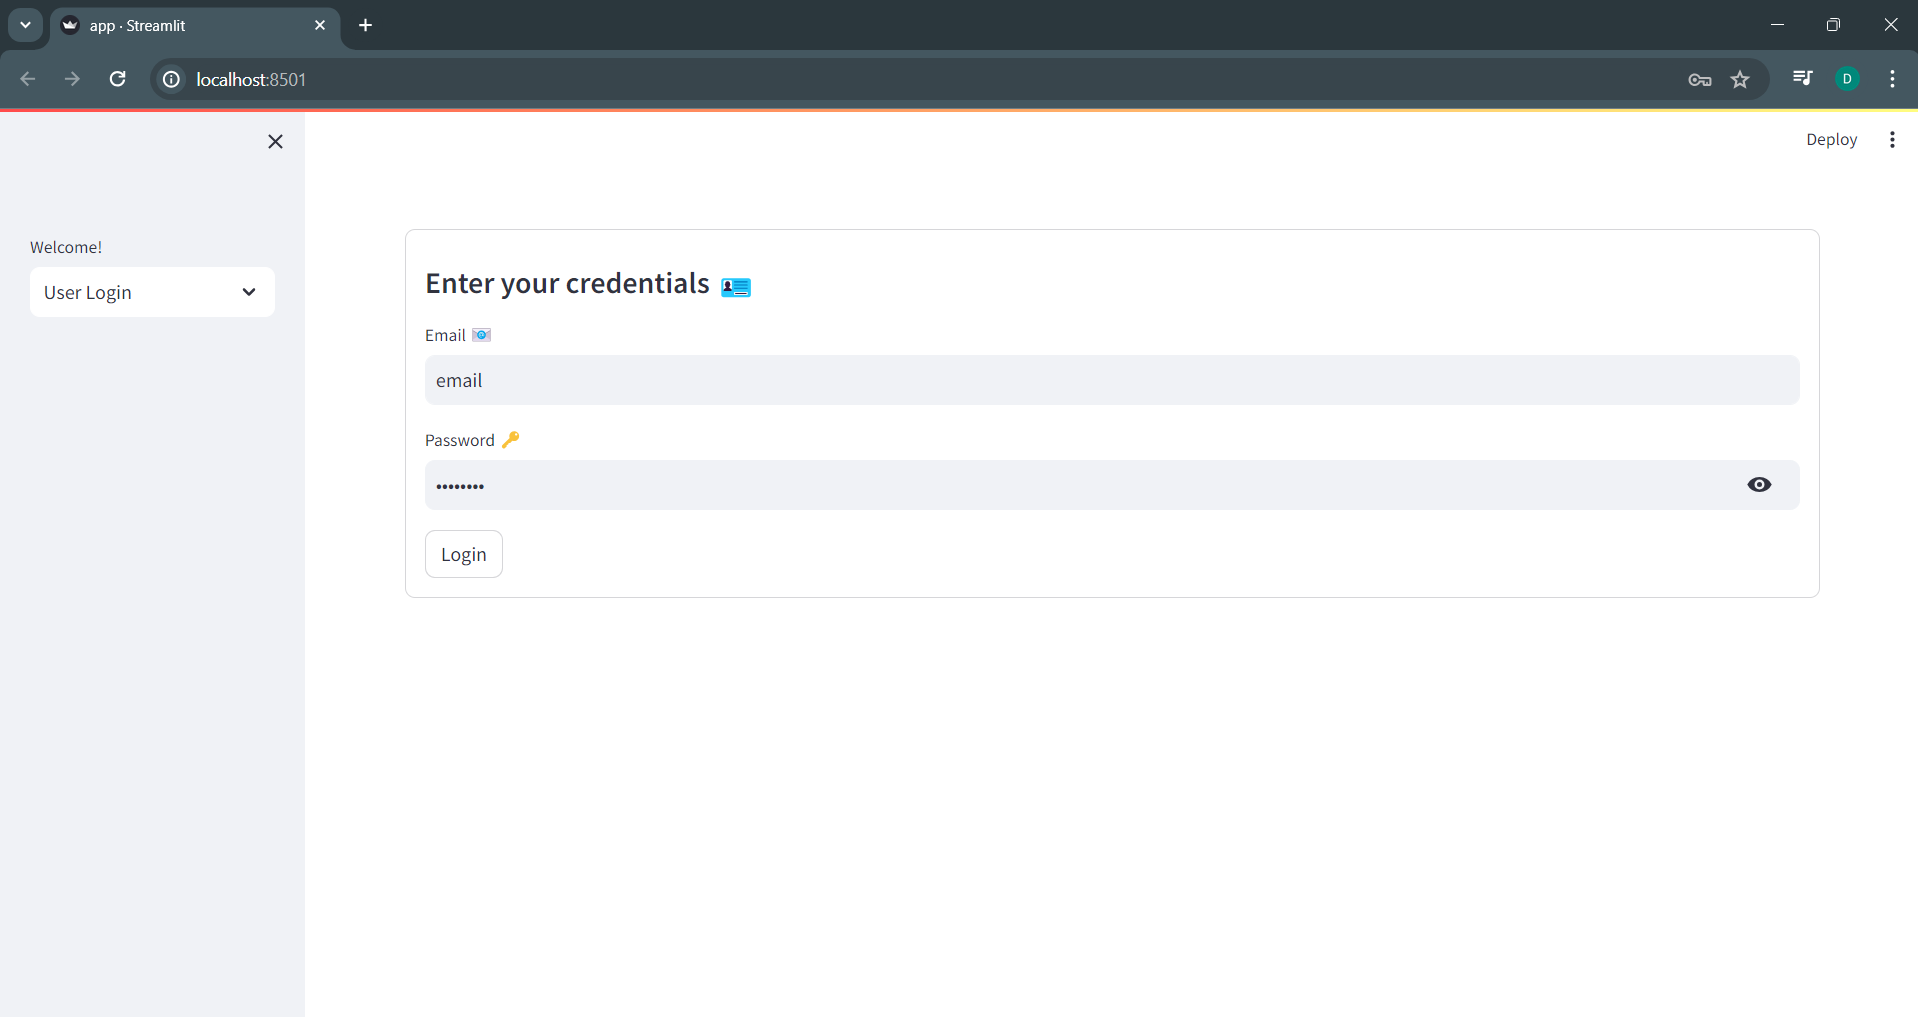 app · Streamlit
localhost:8501
D
Deploy
Welcome!
User Login
Enter your credentials
Email
email
Password
••••••••
Login